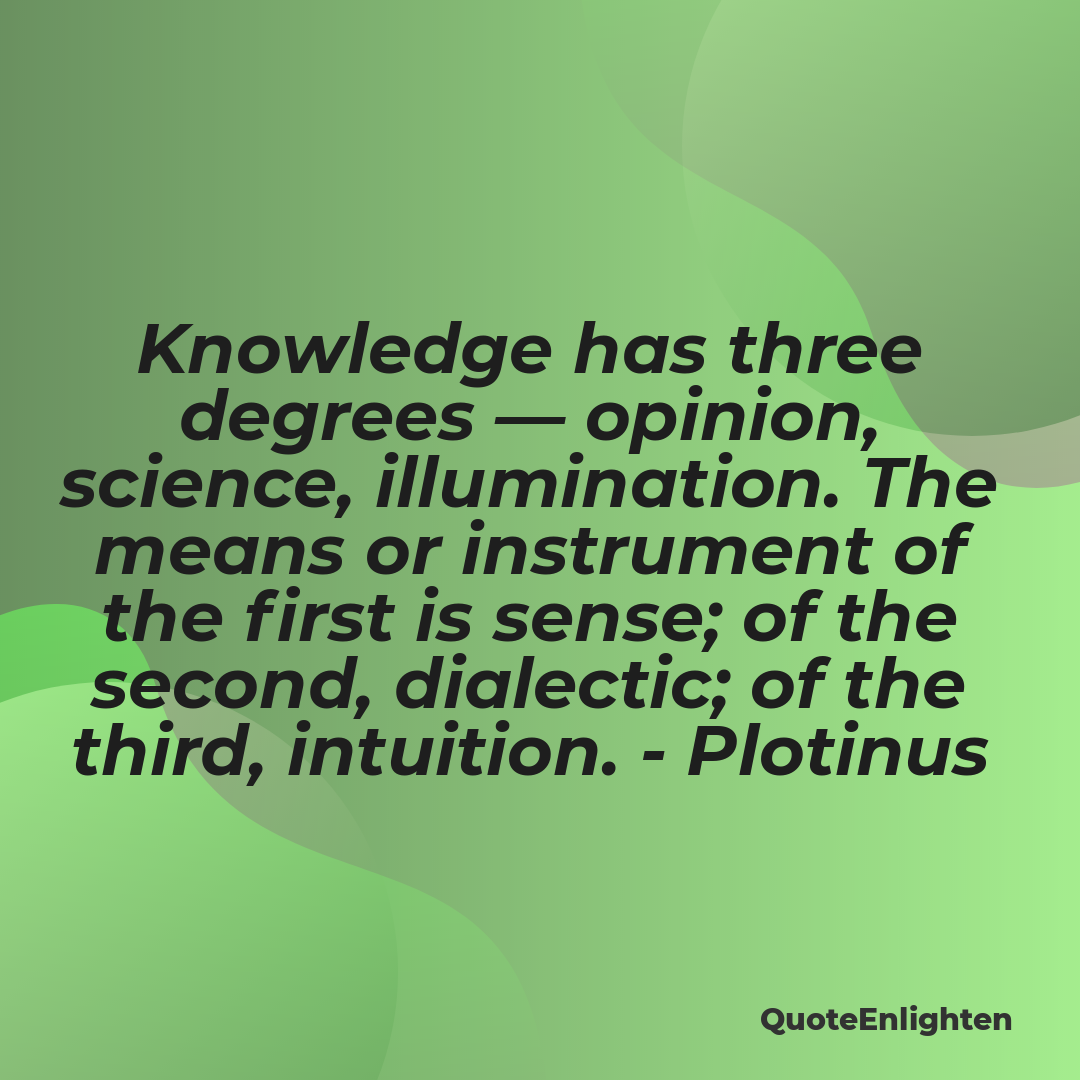 Knowledge has three
degrees — opinion,
science, illumination. The
means or instrument of
the first is sense; of the
second, dialectic; of the
third, intuition. - Plotinus
QuoteEnlighten